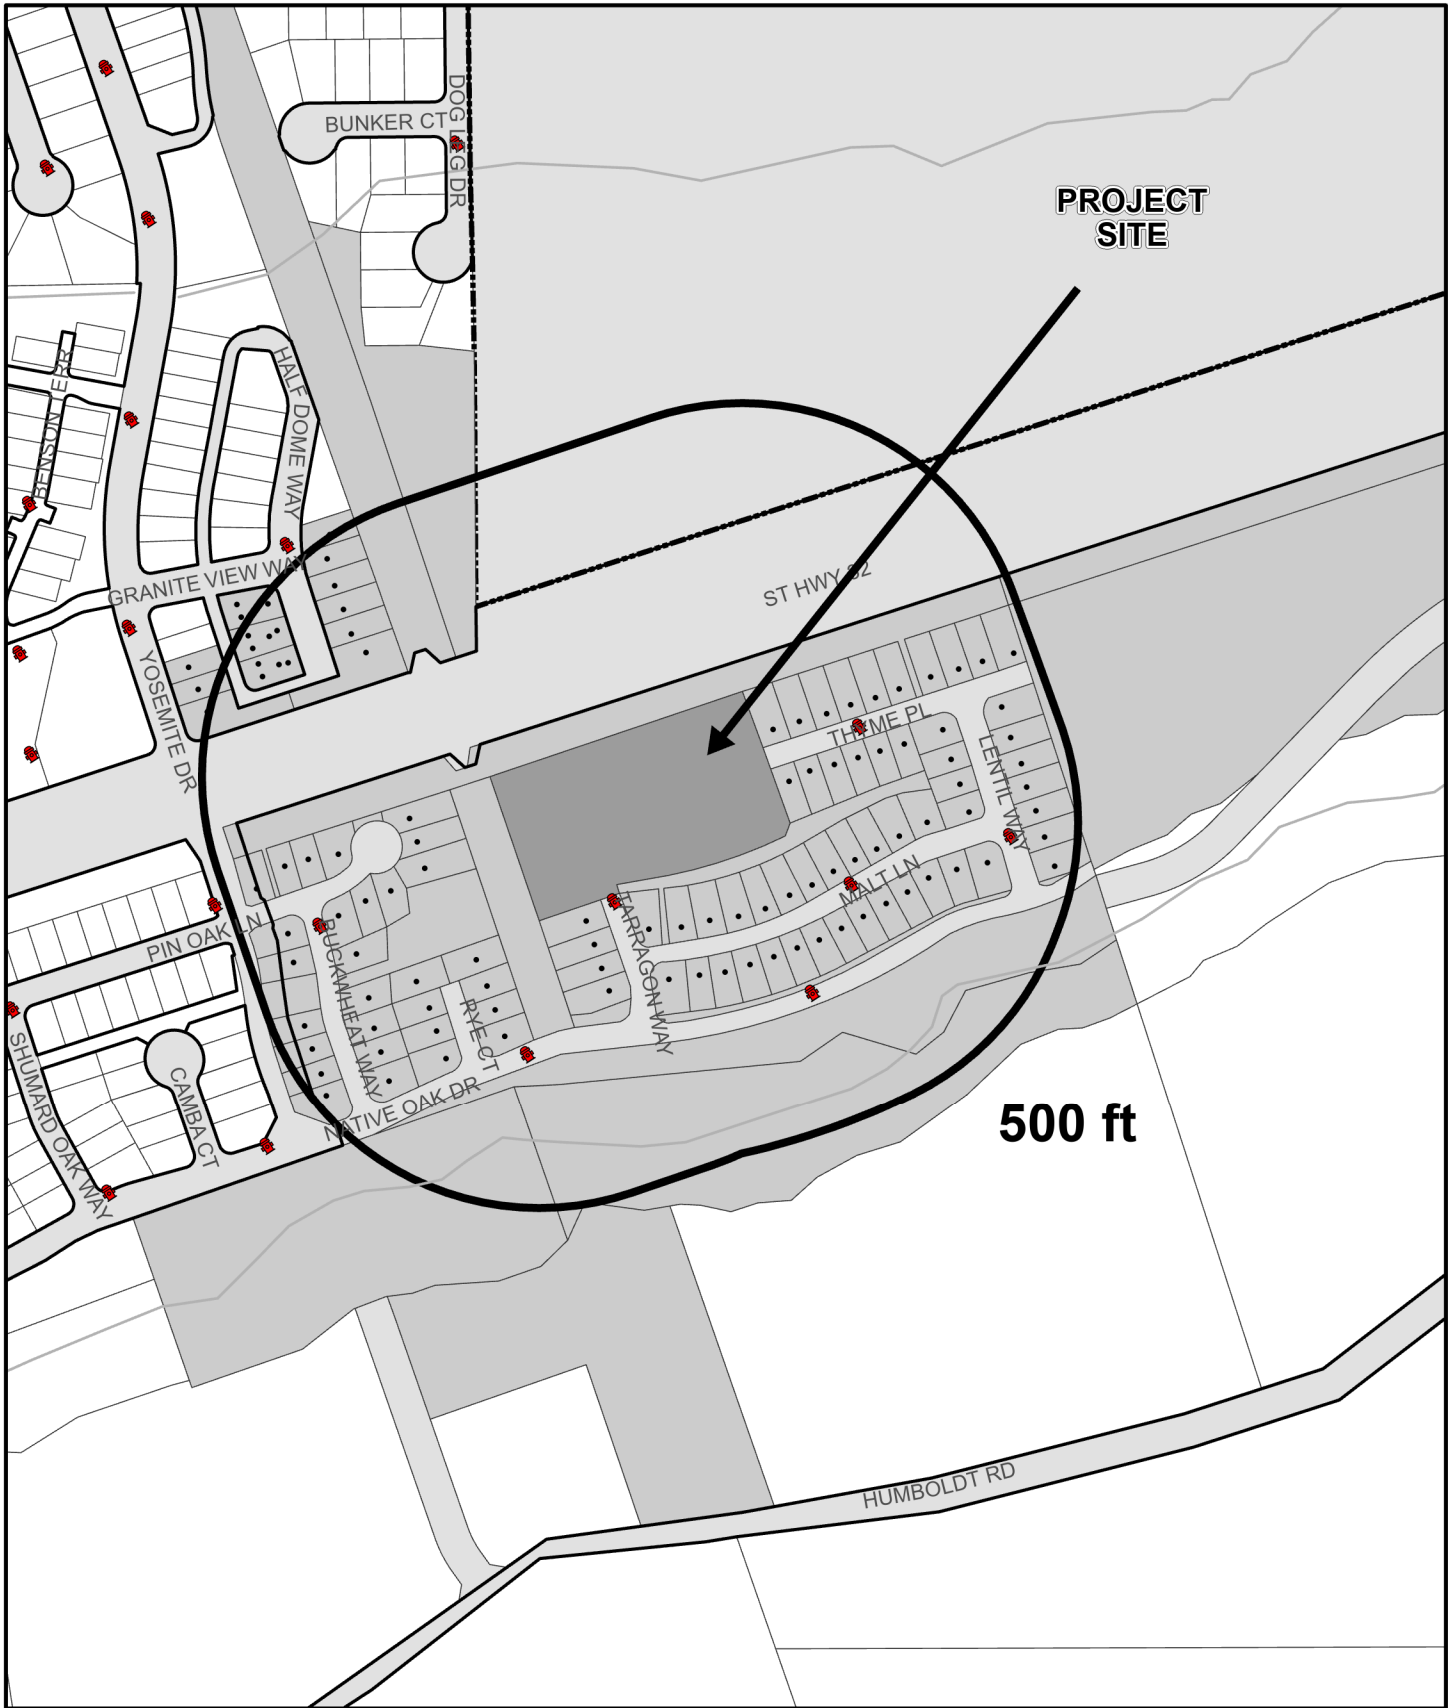 BUNKER CT
DOG LEG DR
PROJECT
SITE
BENSON TERR
HALF DOME WAY
GRANITE VIEW WAY
ST HWY 32
YOSEMITE DR
THYME PL
LENTIL WAY
MALT LN
PIN OAK LN
TARRAGON WAY
BUCKWHEAT WAY
RYE CT
SHUMARD OAK WAY
CAMBA CT
NATIVE OAK DR
500 ft
HUMBOLDT RD